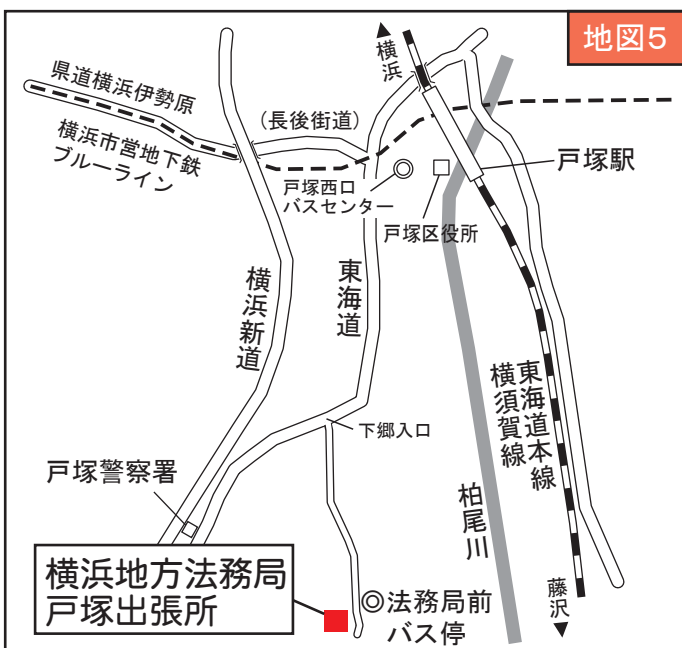 地図5
横浜
県道横浜伊勢原
(長後街道)
横浜市営地下鉄
ブルーライン
戸塚駅
戸塚西口
バスセンター
戸塚区役所
横浜新道
東海道
東海道本線
横須賀線
下郷入口
戸塚警察署
柏尾川
横浜地方法務局
戸塚出張所
法務局前
バス停
藤沢